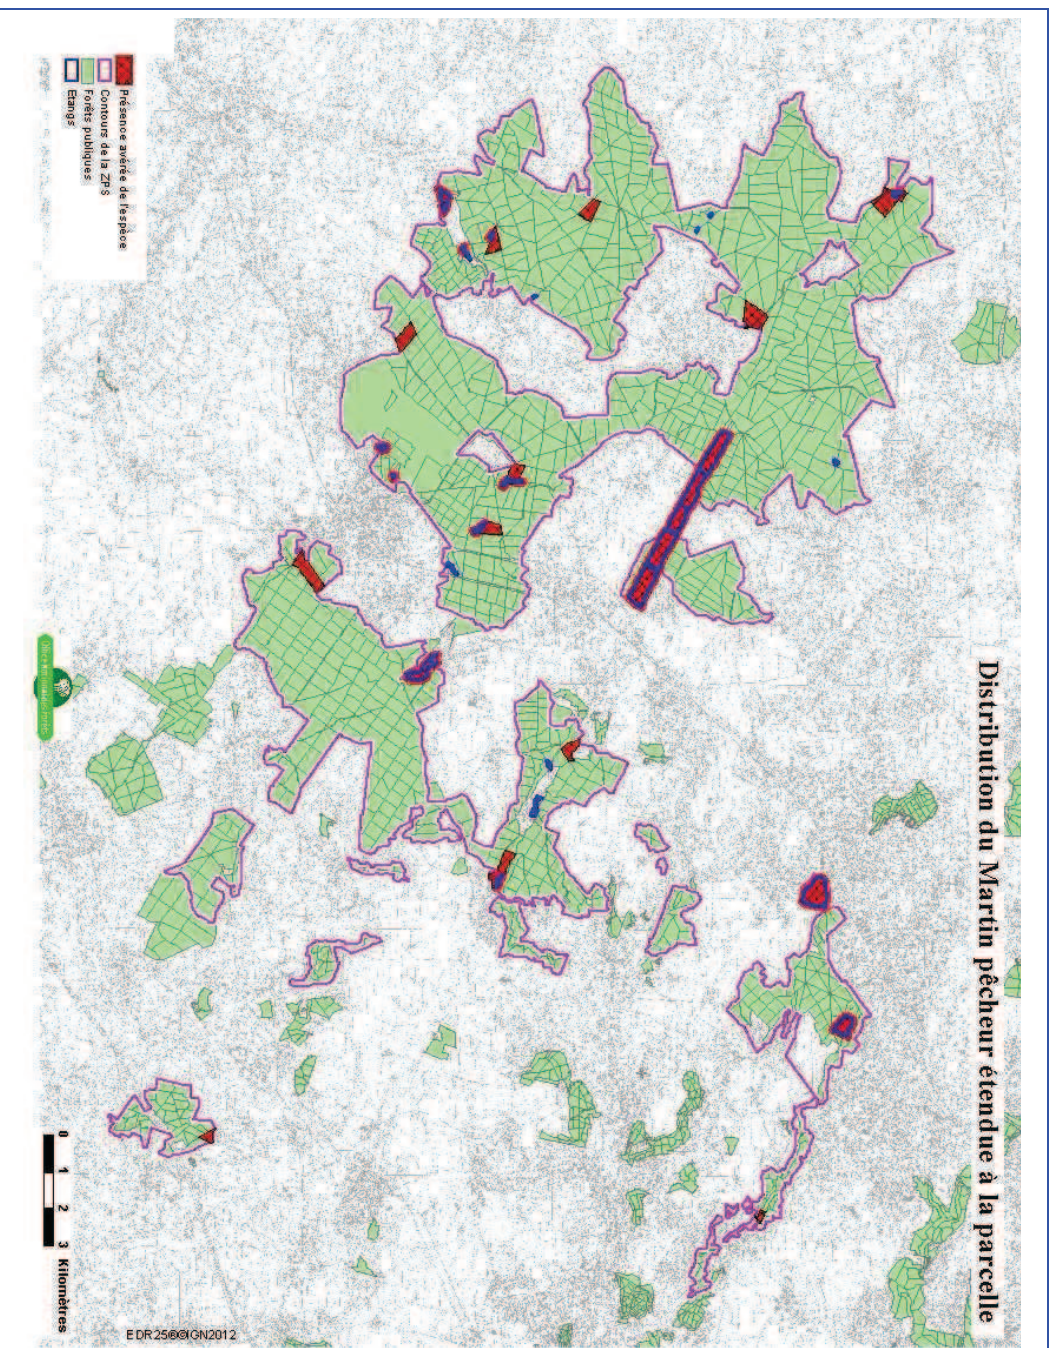 Distribution du Martin pêcheur étendue à la parcelle
Présence avérée de l'espèce
Contours de la ZPS
Forêts publiques
Etangs
0 1 2 3 Kilomètres
EDR25®©IGN2012